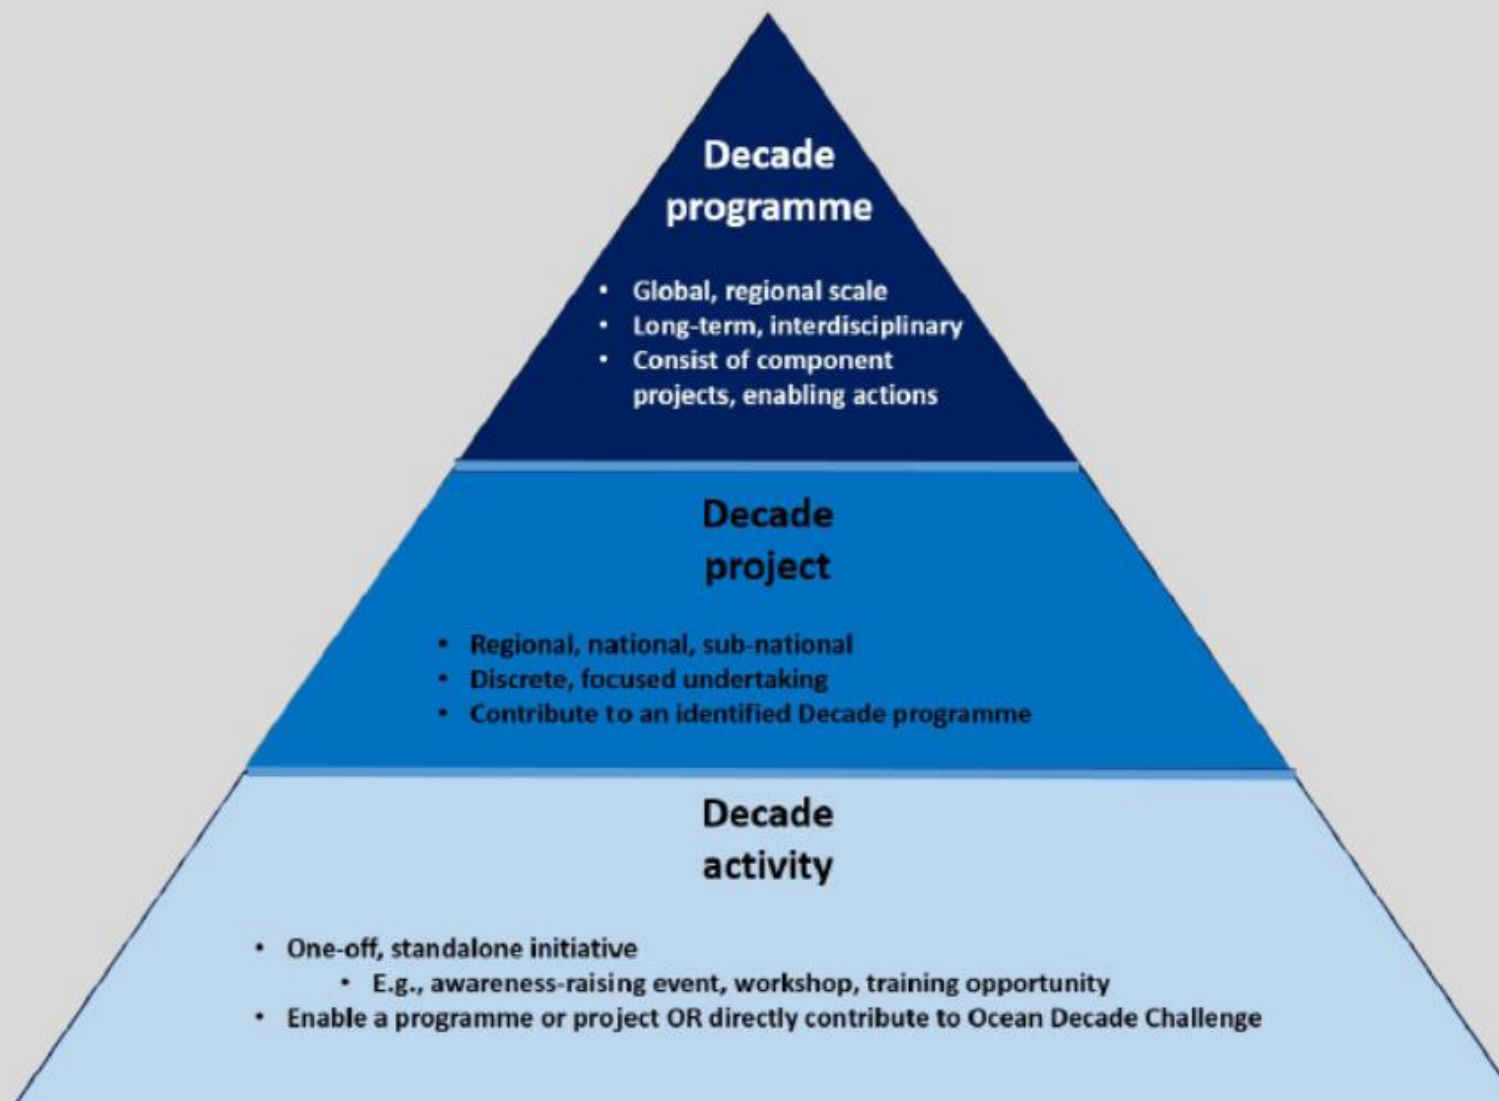 Decade
programme
• Global, regional scale
• Long-term, interdisciplinary
• Consist of component
projects, enabling actions
Decade
project
• Regional, national, sub-national
• Discrete, focused undertaking
• Contribute to an identified Decade programme
Decade
activity
• One-off, standalone initiative
• E.g., awareness-raising event, workshop, training opportunity
• Enable a programme or project OR directly contribute to Ocean Decade Challenge